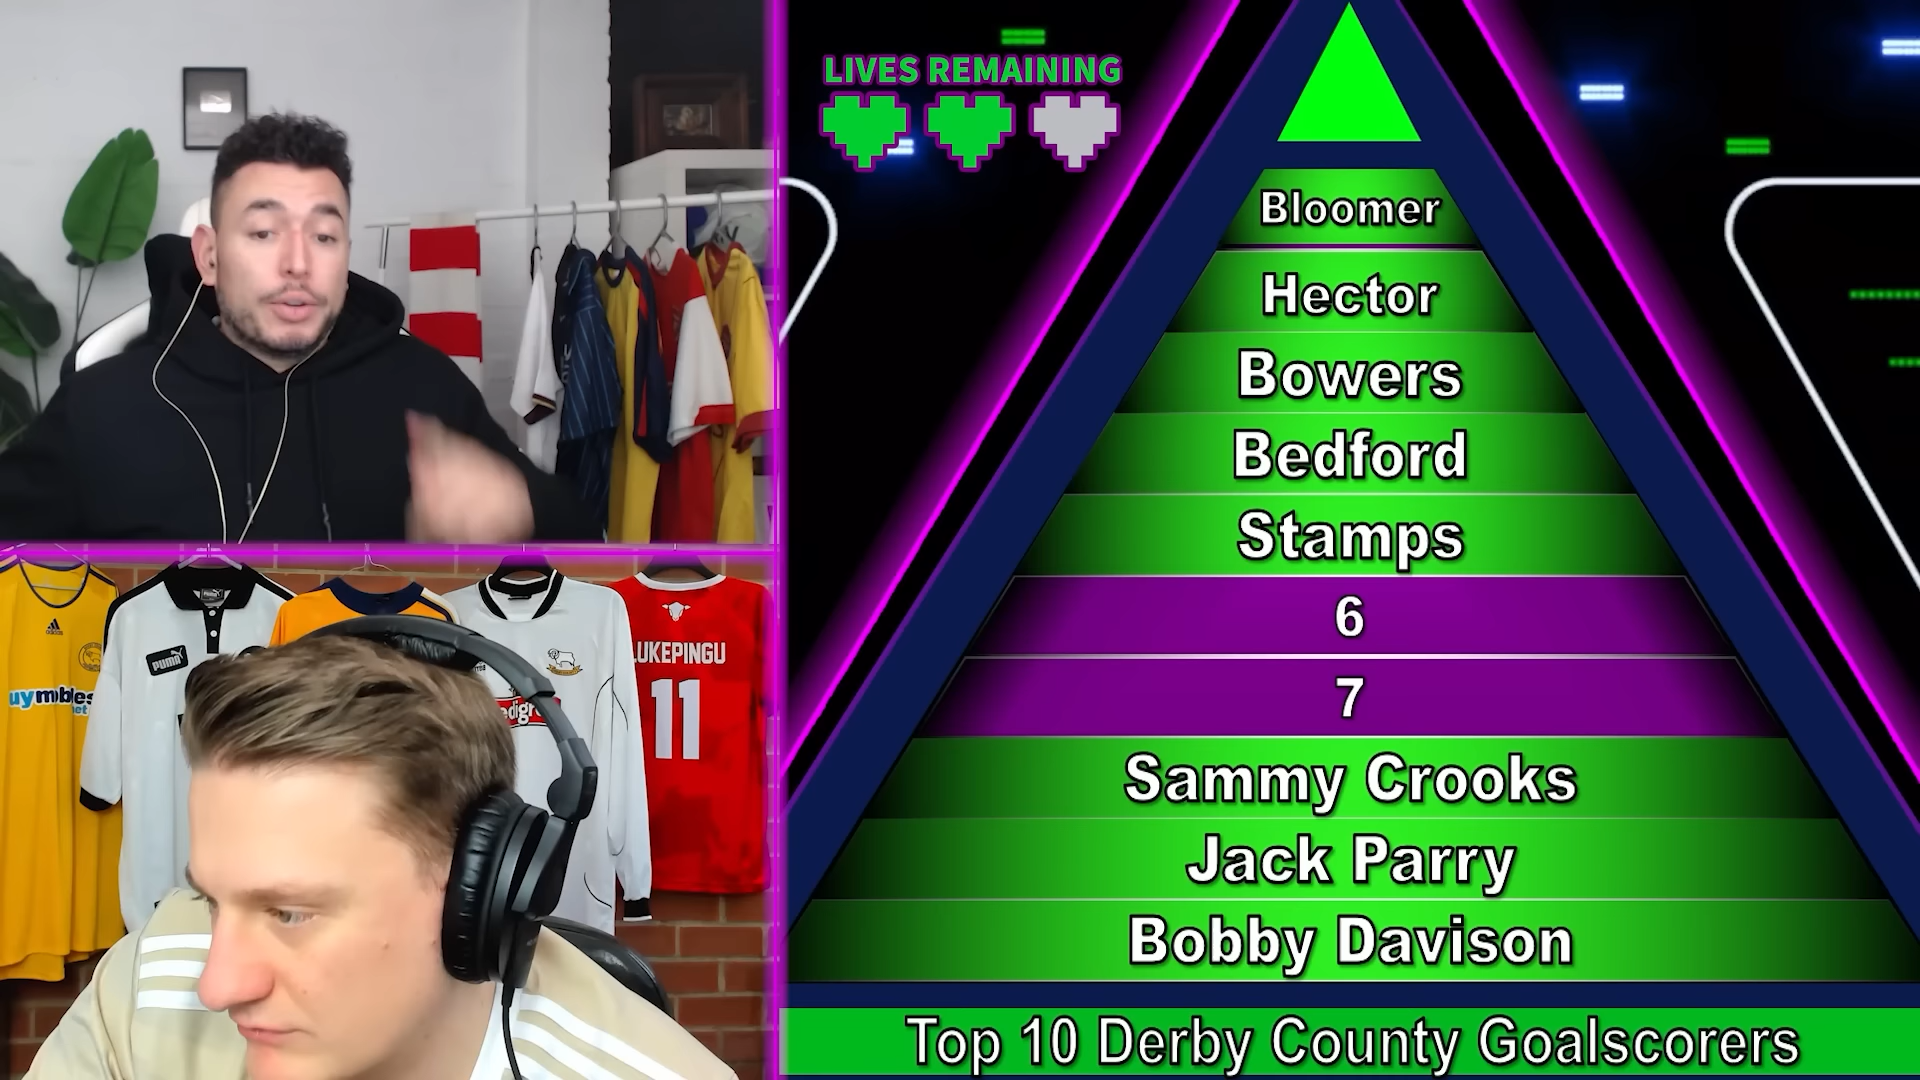 LIVES REMAINING
Bloomer
Hector
Bowers
Bedford
Stamps
6
7
Sammy Crooks
Jack Parry
Bobby Davison
Top 10 Derby County Goalscorers
adidas
PUMA
PUMA
LUKEPINGU
11